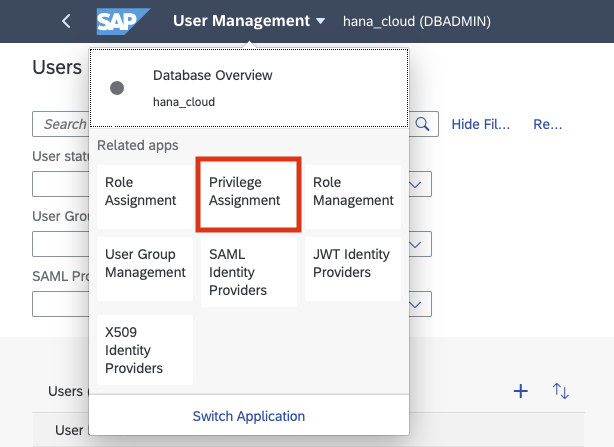 SAP User Management hana_cloud (DBADMIN)
Users
Database Overview
hana_cloud
Search
Hide Fil... Re...
Related apps
User statu
Role
Assignment
Privilege
Assignment
Role
Management
User Grou
User Group
Management
SAML
Identity
Providers
JWT Identity
Providers
SAML Pro
X509
Identity
Providers
Users (
Switch Application
User